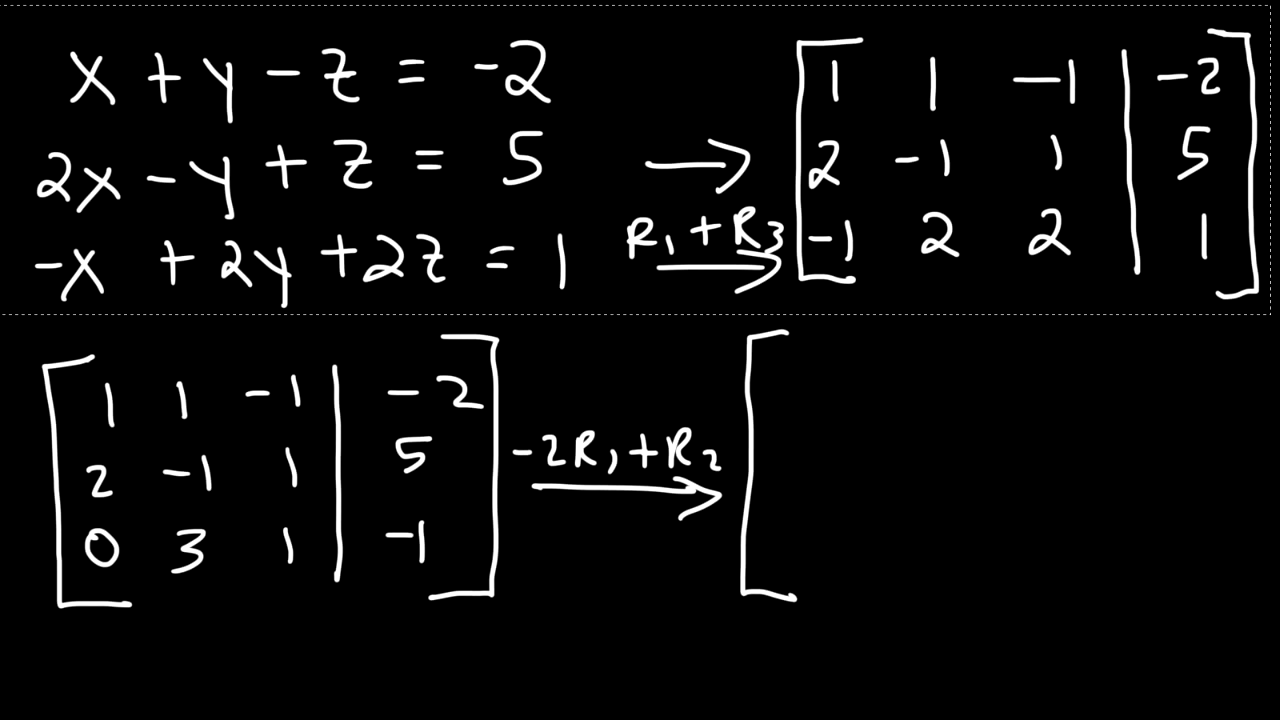 x + y - z = -2
2x - y + z = 5
-x + 2y + 2z = 1
→
R₁ + R₃
[ 1 1 -1 | -2 ]
[ 2 -1 1 | 5 ]
[ -1 2 2 | 1 ]
[ 1 1 -1 | -2 ]
[ 2 -1 1 | 5 ]
[ 0 3 1 | -1 ]
-2R₁ + R₂
→ [